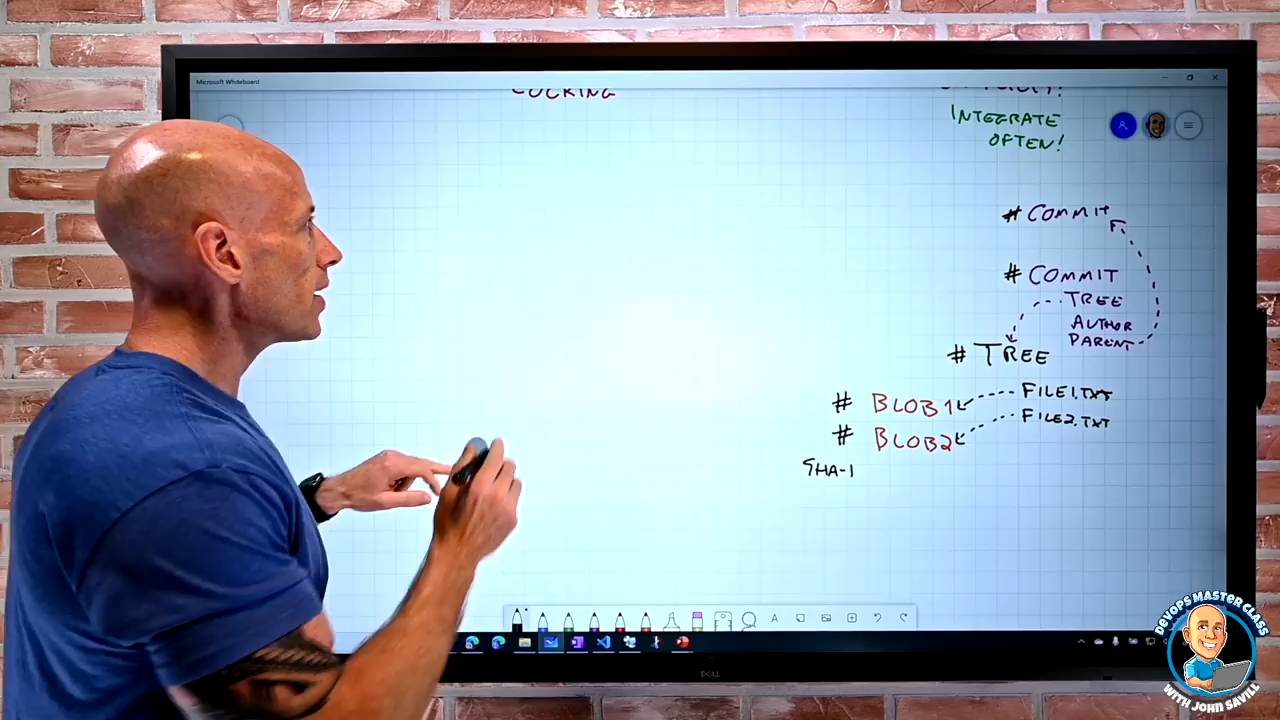 Microsoft Whiteboard
LOCKING
INTEGRATE
OFTEN!
# COMMIT
# COMMIT
TREE
AUTHOR
PARENT
# TREE
# BLOB1 FILE1.TXT
# BLOB2 FILE2.TXT
SHA-1
A
DELL
DEVOPS MASTER CLASS
WITH JOHN SAVILL